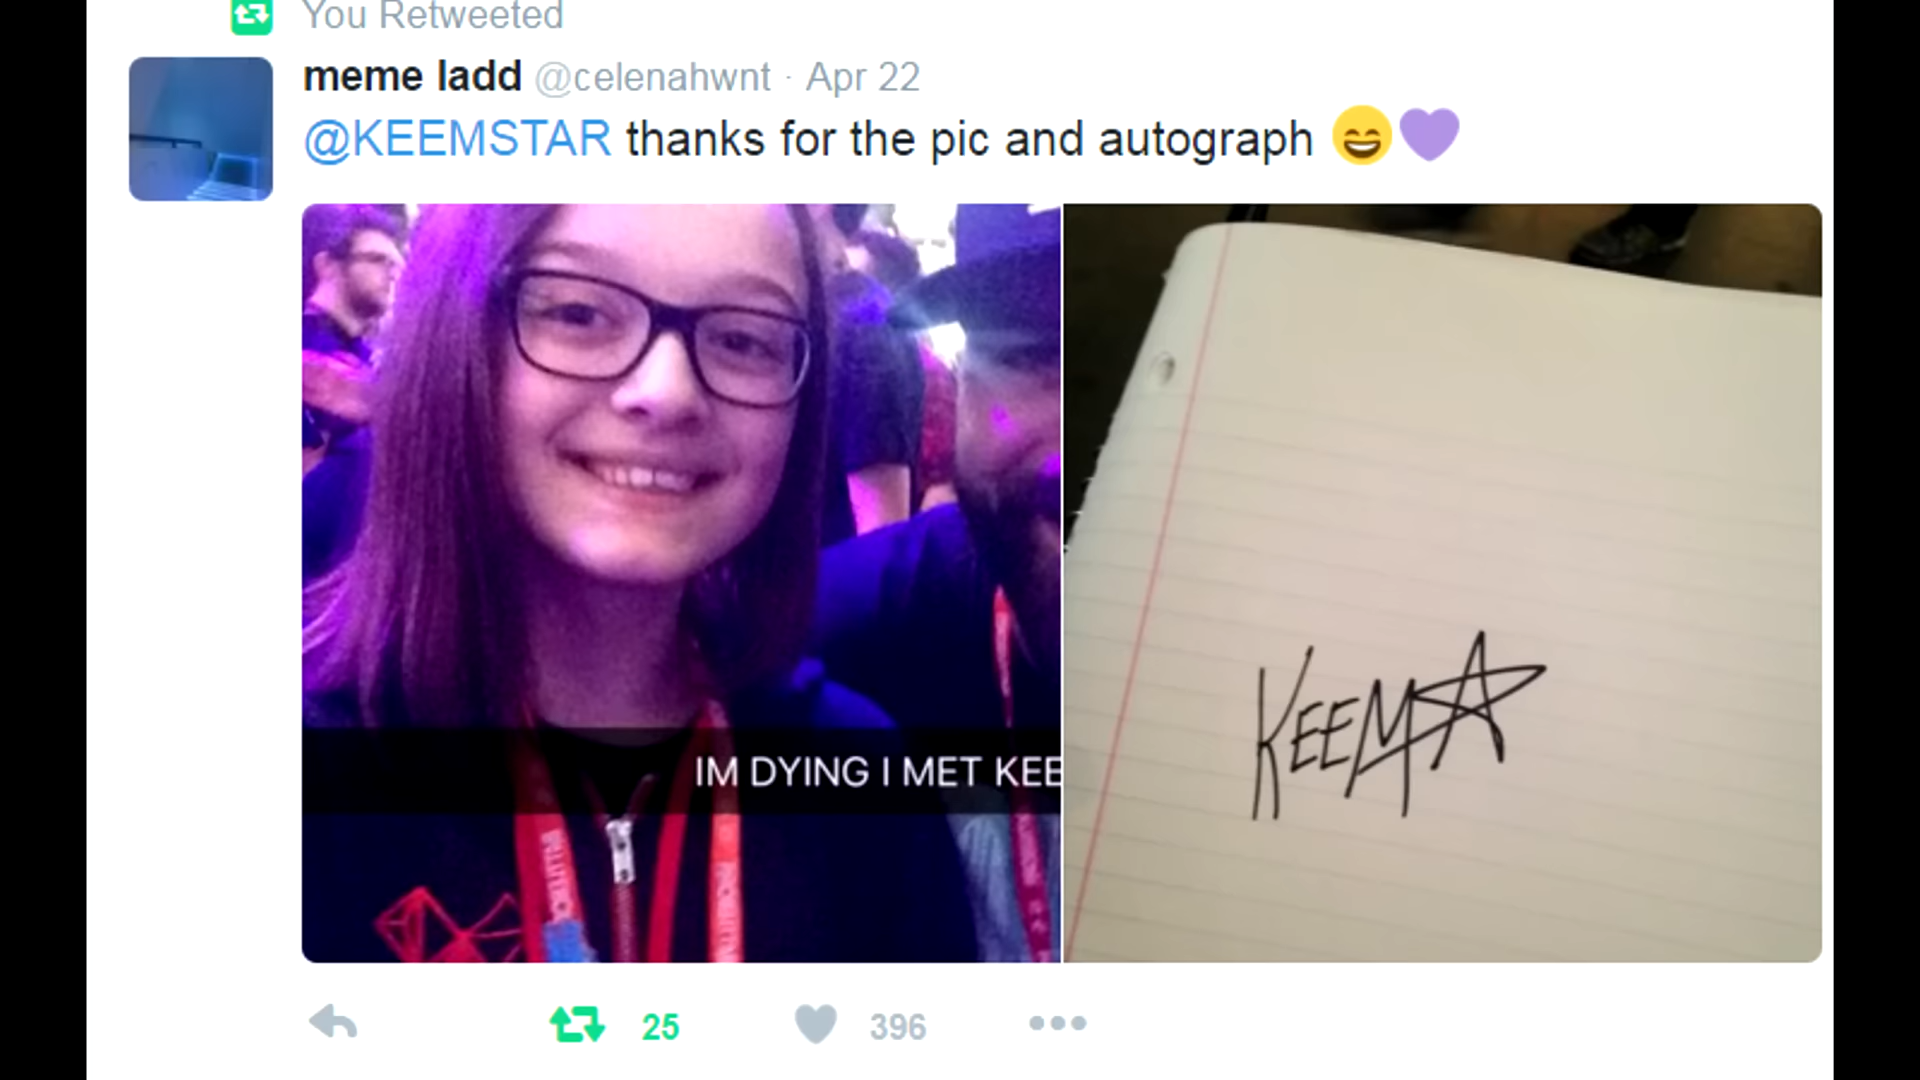 You Retweeted
meme ladd @celenahwnt · Apr 22
@KEEMSTAR thanks for the pic and autograph 😄💜
IM DYING I MET KEE
KEEM☆
25 396 •••